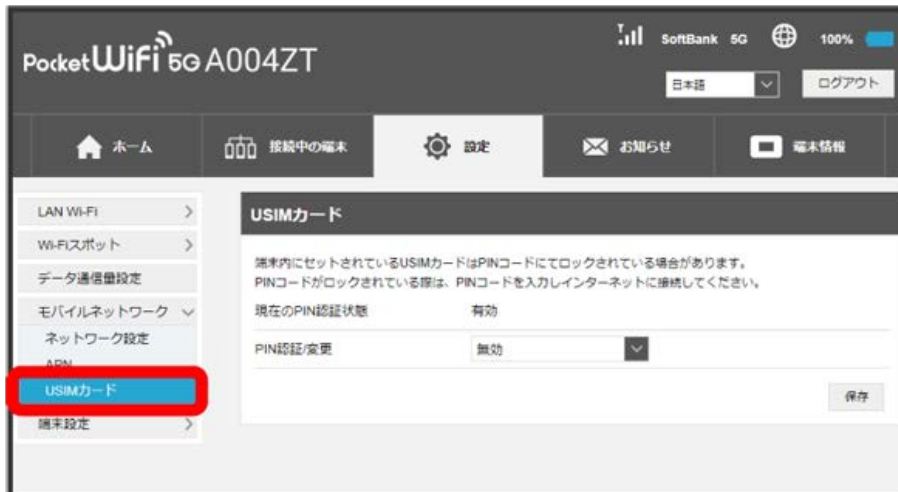 Pocket WiFi 5G A004ZT
SoftBank 5G 100%
日本語 ログアウト
ホーム 接続中の端末 設定 お知らせ 端末情報
LAN Wi-Fi
Wi-Fiスポット
データ通信量設定
モバイルネットワーク
ネットワーク設定
APN
USIMカード
端末設定
USIMカード
端末内にセットされているUSIMカードはPINコードにてロックされている場合があります。
PINコードがロックされている際は、PINコードを入力しインターネットに接続してください。
現在のPIN認証状態 有効
PIN認証/変更 無効
保存